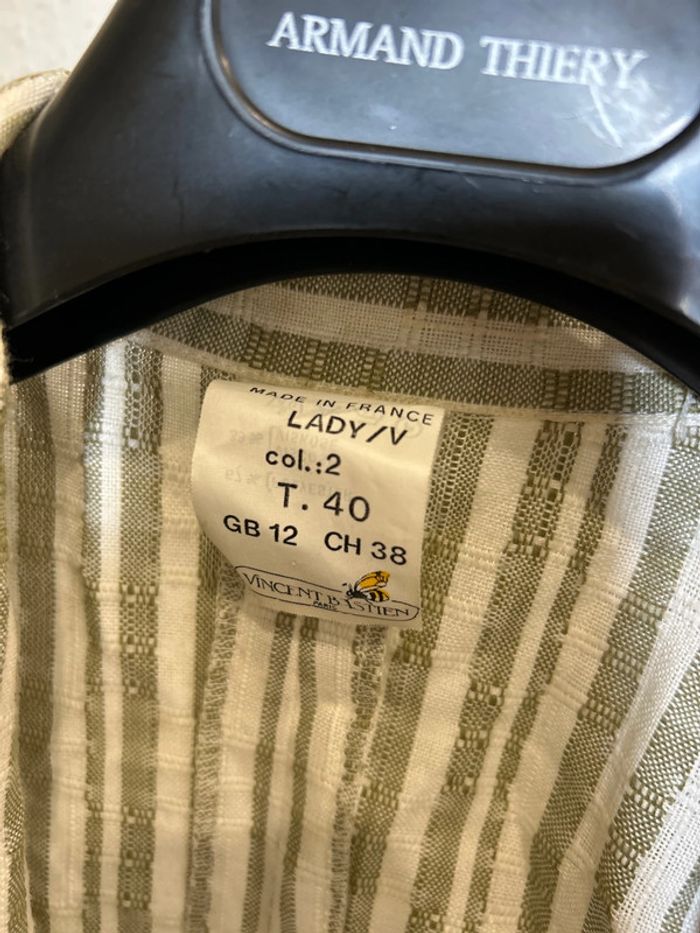 ARMAND THIERY
MADE IN FRANCE
LADY/V
col.:2
T. 40
GB 12 CH 38
VINCENT BASTIEN
PARIS